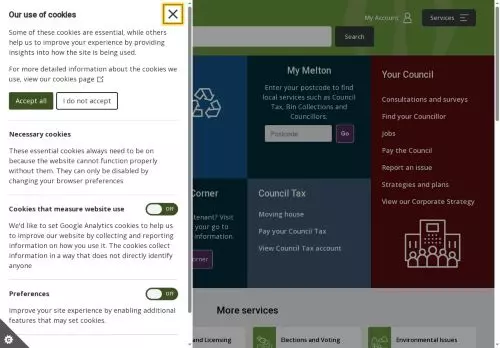 Our use of cookies
Some of these cookies are essential, while others
help us to improve your experience by providing
insights into how the site is being used.
For more detailed information about the cookies we
use, view our cookies page
Accept all
I do not accept
Necessary cookies
These essential cookies always need to be on
because the website cannot function properly
without them. They can only be disabled by
changing your browser preferences
Cookies that measure website use
Off
We'd like to set Google Analytics cookies to help us
to improve our website by collecting and reporting
information on how you use it. The cookies collect
information in a way that does not directly identify
anyone
Preferences
Off
Improve your site experience by enabling additional
features that may set cookies.
My Account
Services
Search
My Melton
Enter your postcode to find
local services such as Council
Tax, Bin Collections and
Councillors.
Postcode
Go
Your Council
Consultations and surveys
Find your Councillor
Jobs
Pay the Council
Report an issue
Strategies and plans
View our Corporate Strategy
Corner
tenant? Visit
your go to
information.
orner
Council Tax
Moving house
Pay your Council Tax
View Council Tax account
More services
and Licensing
Elections and Voting
Environmental Issues